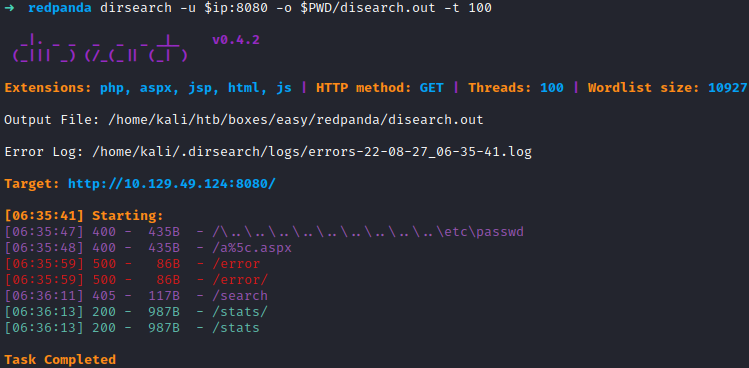 ➜ redpanda dirsearch -u $ip:8080 -o $PWD/disearch.out -t 100
_|. _ _ _ _ _ _|_ v0.4.2
(_||| _) (/_(_|| (_| )
Extensions: php, aspx, jsp, html, js | HTTP method: GET | Threads: 100 | Wordlist size: 10927
Output File: /home/kali/htb/boxes/easy/redpanda/disearch.out
Error Log: /home/kali/.dirsearch/logs/errors-22-08-27_06-35-41.log
Target: http://10.129.49.124:8080/
[06:35:41] Starting:
[06:35:47] 400 - 435B - /\..\..\..\..\..\..\..\..\..\etc\passwd
[06:35:48] 400 - 435B - /a%5c.aspx
[06:35:59] 500 - 86B - /error
[06:35:59] 500 - 86B - /error/
[06:36:11] 405 - 117B - /search
[06:36:13] 200 - 987B - /stats/
[06:36:13] 200 - 987B - /stats
Task Completed